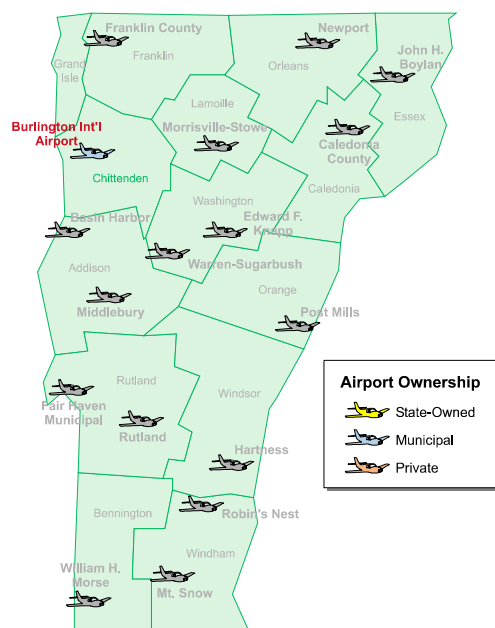 Franklin County
Newport
Franklin
Grand
Isle
Orleans
John H.
Boylan
Lamoille
Essex
Burlington Int'l
Airport
Morrisville-Stowe
Caledonia
County
Chittenden
Caledonia
Washington
Basin Harbor
Edward F.
Knapp
Addison
Warren-Sugarbush
Orange
Middlebury
Post Mills
Airport Ownership
State-Owned
Municipal
Private
Rutland
Windsor
Fair Haven
Municipal
Rutland
Hartness
Bennington
Robin's Nest
Windham
William H.
Morse
Mt. Snow